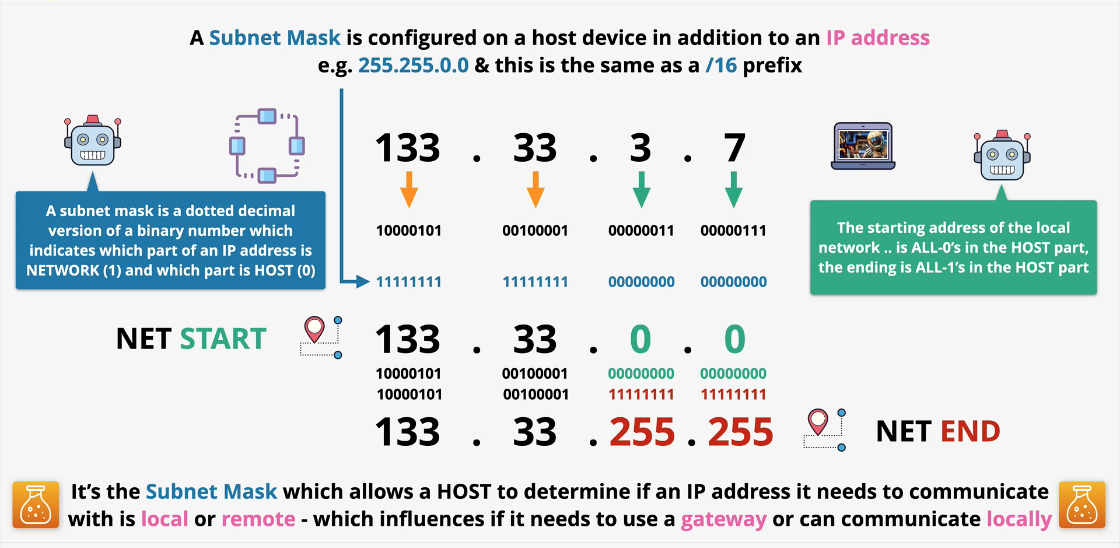 A Subnet Mask is configured on a host device in addition to an IP address
e.g. 255.255.0.0 & this is the same as a /16 prefix
133 . 33 . 3 . 7
A subnet mask is a dotted decimal
version of a binary number which
indicates which part of an IP address is
NETWORK (1) and which part is HOST (0)
The starting address of the local
network .. is ALL-0's in the HOST part,
the ending is ALL-1's in the HOST part
10000101 00100001 00000011 00000111
11111111 11111111 00000000 00000000
NET START
133 . 33 . 0 . 0
10000101 00100001 00000000 00000000
10000101 00100001 11111111 11111111
133 . 33 . 255 . 255
NET END
It's the Subnet Mask which allows a HOST to determine if an IP address it needs to communicate
with is local or remote - which influences if it needs to use a gateway or can communicate locally